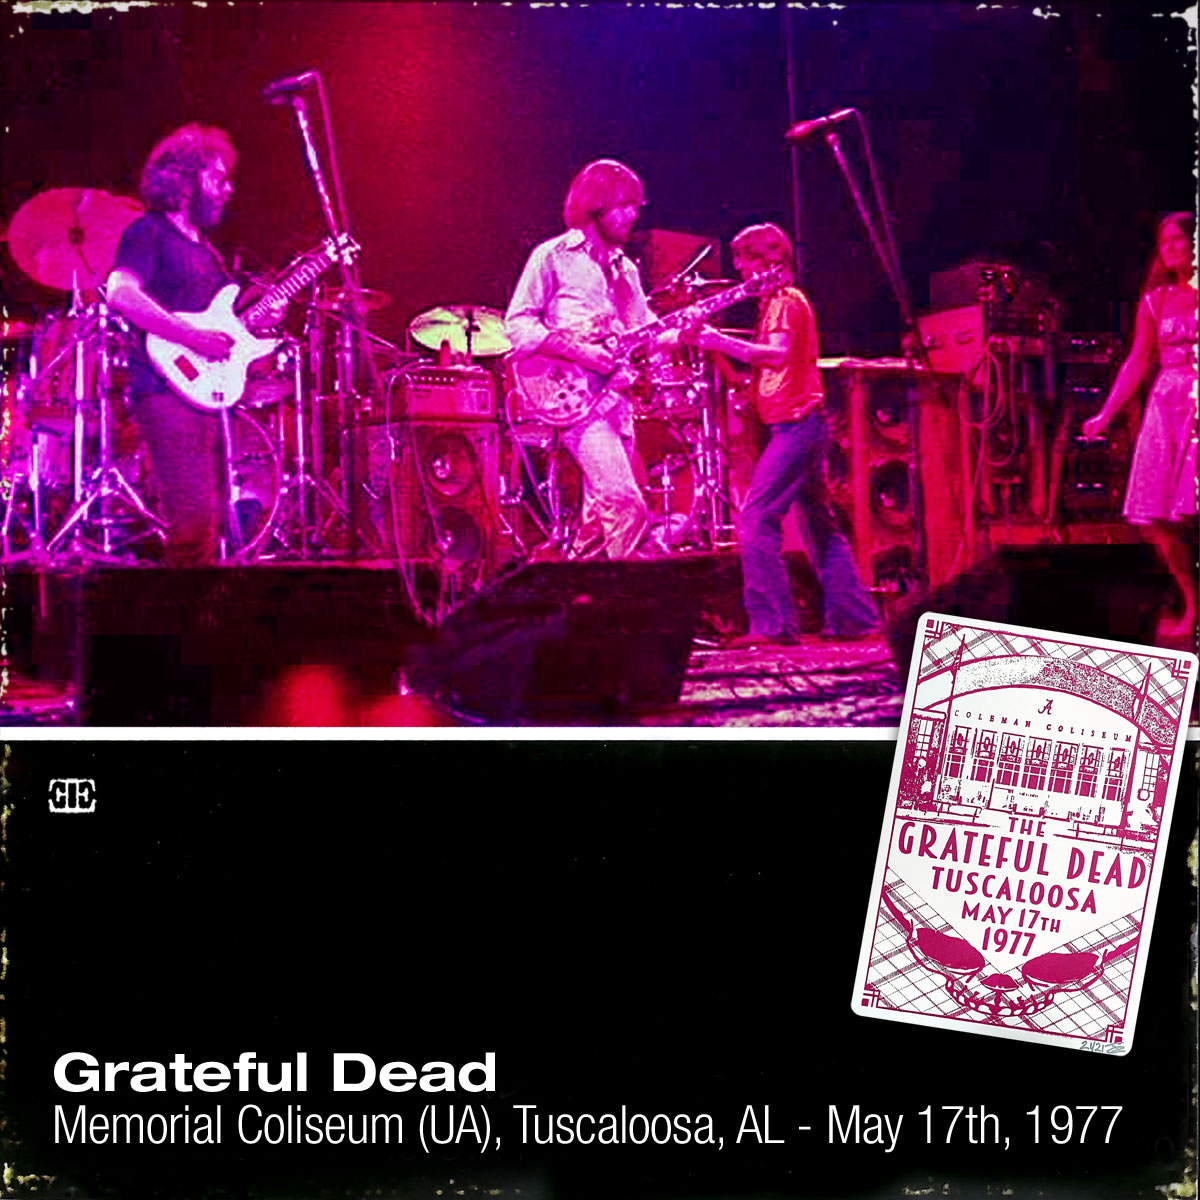 A
COLEMAN COLISEUM
THE
GRATEFUL DEAD
TUSCALOOSA
MAY 17TH
1977
Grateful Dead
Memorial Coliseum (UA), Tuscaloosa, AL - May 17th, 1977